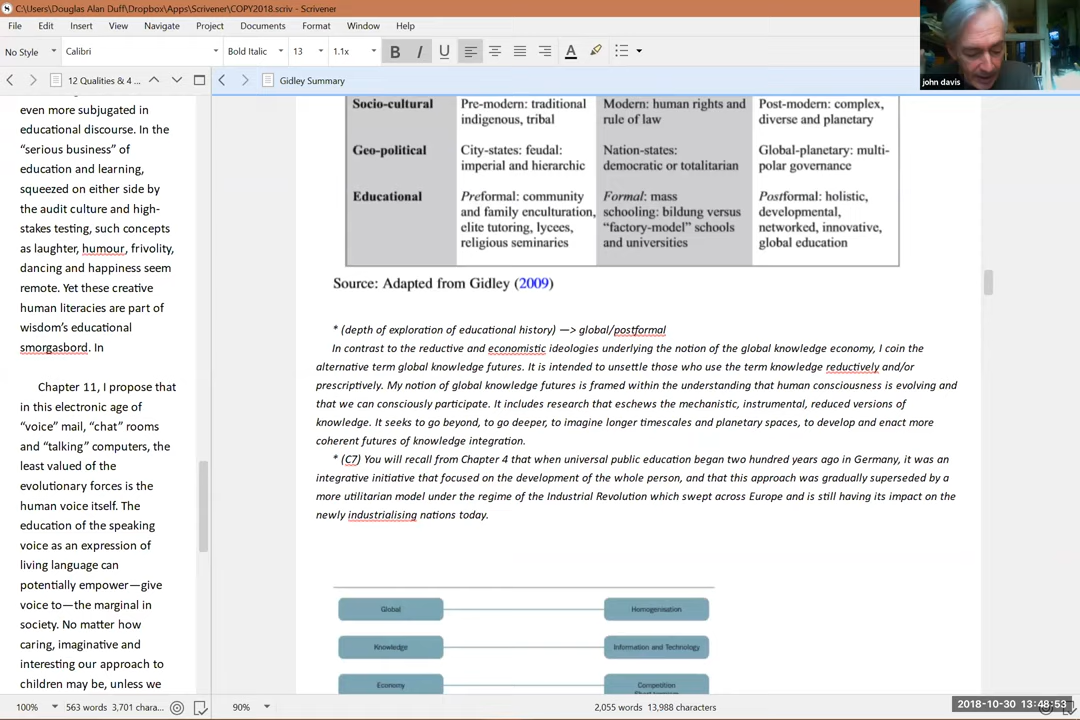 C:\Users\Douglas Alan Duff\Dropbox\Apps\Scrivener\COPY2018.scriv - Scrivener
File Edit Insert View Navigate Project Documents Format Window Help
No Style Calibri Bold Italic 13 1.1x B I U A
12 Qualities & 4 ... Gidley Summary
john davis
even more subjugated in
educational discourse. In the
“serious business” of
education and learning,
squeezed on either side by
the audit culture and high-
stakes testing, such concepts
as laughter, humour, frivolity,
dancing and happiness seem
remote. Yet these creative
human literacies are part of
wisdom’s educational
smorgasbord. In
Chapter 11, I propose that
in this electronic age of
“voice” mail, “chat” rooms
and “talking” computers, the
least valued of the
evolutionary forces is the
human voice itself. The
education of the speaking
voice as an expression of
living language can
potentially empower—give
voice to—the marginal in
society. No matter how
caring, imaginative and
interesting our approach to
children may be, unless we
Socio-cultural Pre-modern: traditional Modern: human rights and Post-modern: complex,
indigenous, tribal rule of law diverse and planetary
Geo-political City-states: feudal: Nation-states: Global-planetary: multi-
imperial and hierarchic democratic or totalitarian polar governance
Educational Preformal: community Formal: mass Postformal: holistic,
and family enculturation, schooling: bildung versus developmental,
elite tutoring, lycees, “factory-model” schools networked, innovative,
religious seminaries and universities global education
Source: Adapted from Gidley (2009)
* (depth of exploration of educational history) —> global/postformal
In contrast to the reductive and economistic ideologies underlying the notion of the global knowledge economy, I coin the
alternative term global knowledge futures. It is intended to unsettle those who use the term knowledge reductively and/or
prescriptively. My notion of global knowledge futures is framed within the understanding that human consciousness is evolving and
that we can consciously participate. It includes research that eschews the mechanistic, instrumental, reduced versions of
knowledge. It seeks to go beyond, to go deeper, to imagine longer timescales and planetary spaces, to develop and enact more
coherent futures of knowledge integration.
* (C7) You will recall from Chapter 4 that when universal public education began two hundred years ago in Germany, it was an
integrative initiative that focused on the development of the whole person, and that this approach was gradually superseded by a
more utilitarian model under the regime of the Industrial Revolution which swept across Europe and is still having its impact on the
newly industrialising nations today.
Global Homogenisation
Knowledge Information and Technology
Economy Competition
100% 563 words 3,701 chara... 90% 2,055 words 13,988 characters
2018-10-30 13:48:53